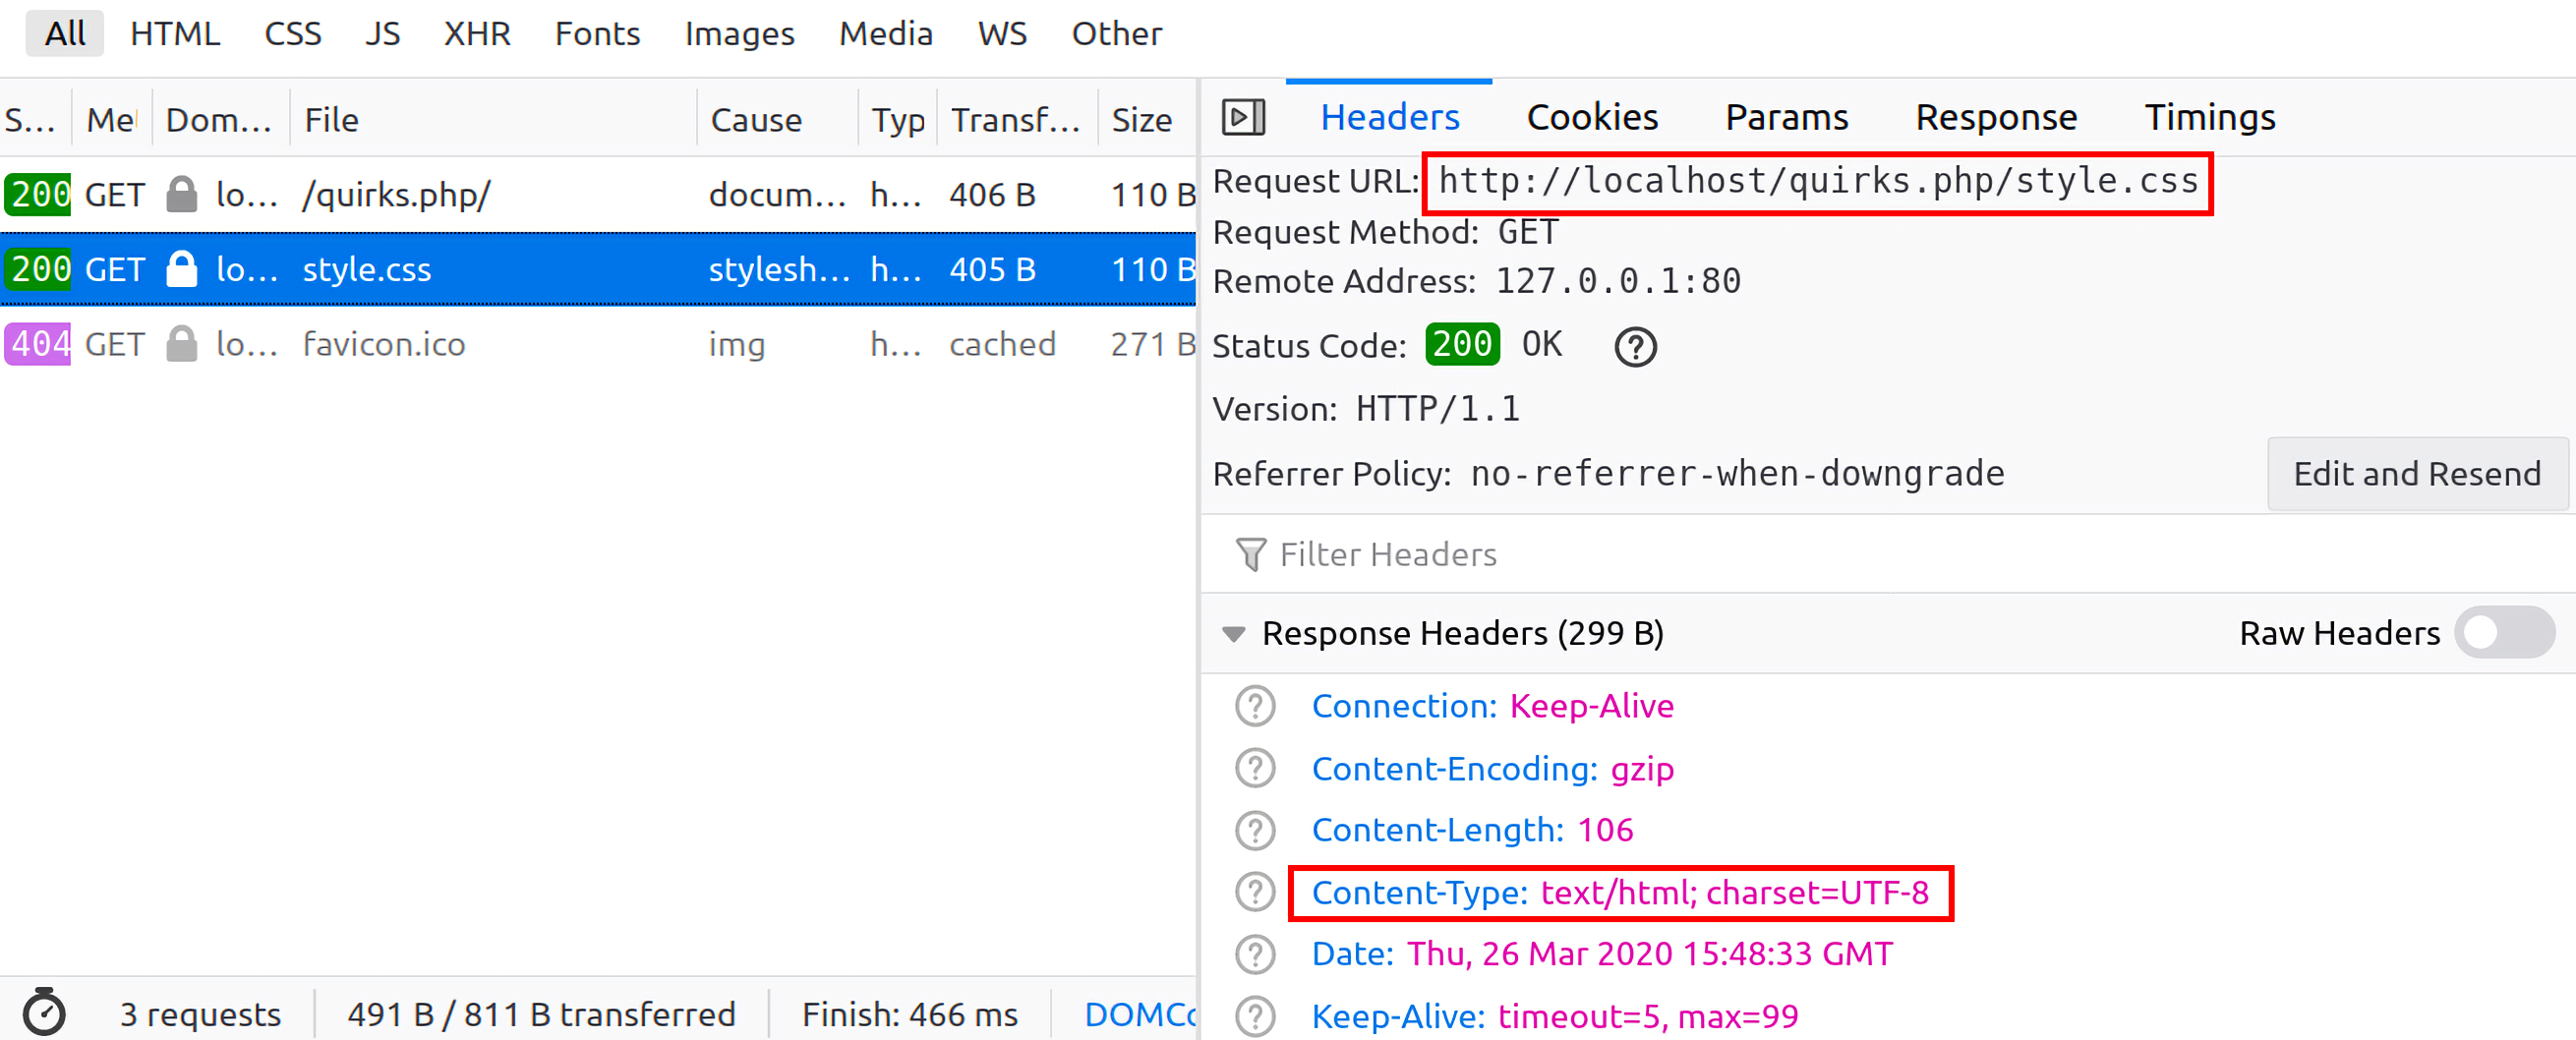 All HTML CSS JS XHR Fonts Images Media WS Other
S… Me Dom… File Cause Typ Transf… Size
200 GET lo… /quirks.php/ docum… h… 406 B 110 B
200 GET lo… style.css stylesh… h… 405 B 110 B
404 GET lo… favicon.ico img h… cached 271 B
3 requests 491 B / 811 B transferred Finish: 466 ms DOMCo
Headers Cookies Params Response Timings
Request URL: http://localhost/quirks.php/style.css
Request Method: GET
Remote Address: 127.0.0.1:80
Status Code: 200 OK ?
Version: HTTP/1.1
Referrer Policy: no-referrer-when-downgrade Edit and Resend
Filter Headers
Response Headers (299 B) Raw Headers
? Connection: Keep-Alive
? Content-Encoding: gzip
? Content-Length: 106
? Content-Type: text/html; charset=UTF-8
? Date: Thu, 26 Mar 2020 15:48:33 GMT
? Keep-Alive: timeout=5, max=99